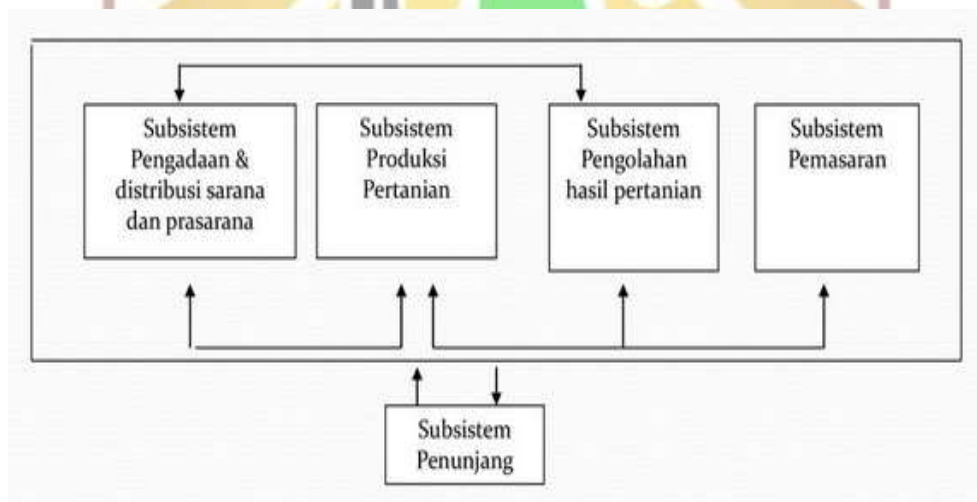 Subsistem
Pengadaan &
distribusi sarana
dan prasarana
Subsistem
Produksi
Pertanian
Subsistem
Pengolahan
hasil pertanian
Subsistem
Pemasaran
Subsistem
Penunjang